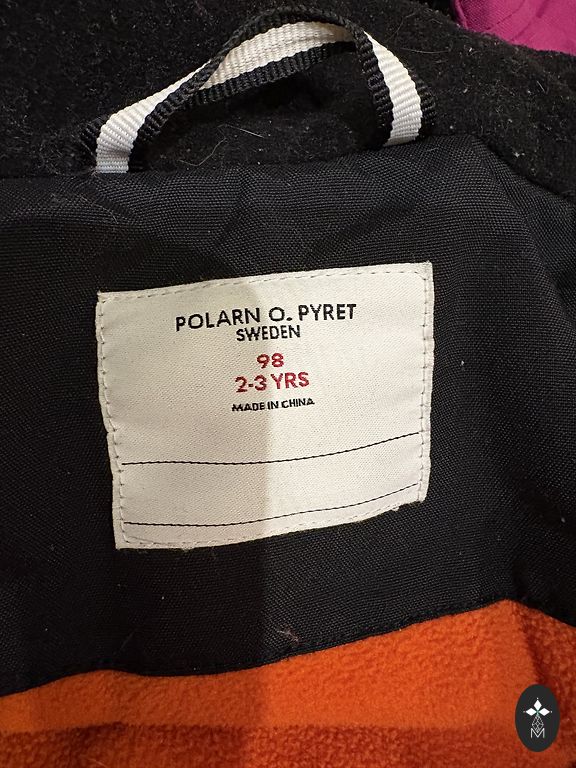 POLARN O. PYRET
SWEDEN
98
2-3 YRS
MADE IN CHINA
M